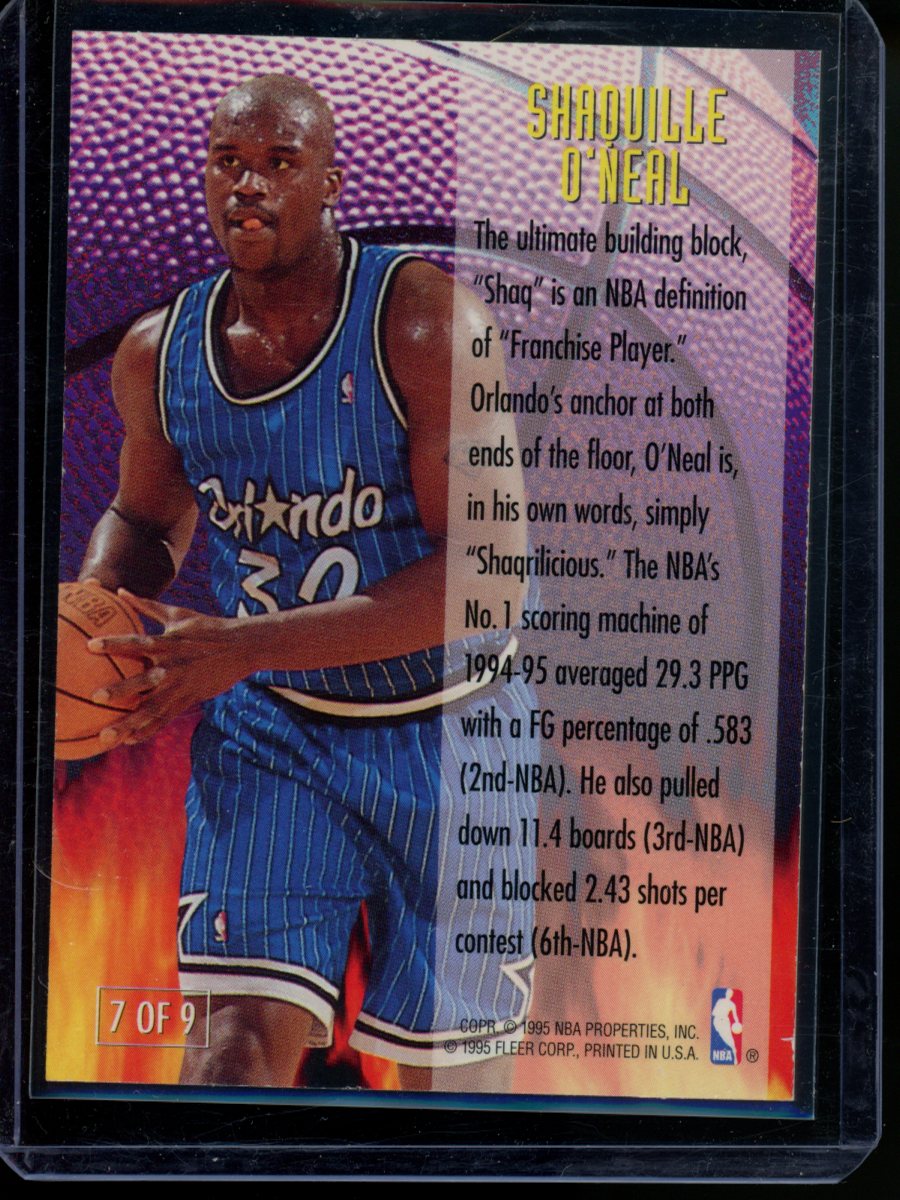 SHAQUILLE
O'NEAL
The ultimate building block,
"Shaq" is an NBA definition
of "Franchise Player."
Orlando's anchor at both
ends of the floor, O'Neal is,
in his own words, simply
"Shaqrilicious." The NBA's
No. 1 scoring machine of
1994-95 averaged 29.3 PPG
with a FG percentage of .583
(2nd-NBA). He also pulled
down 11.4 boards (3rd-NBA)
and blocked 2.43 shots per
contest (6th-NBA).
Orlando
32
NBA
7 OF 9
COPR. © 1995 NBA PROPERTIES, INC.
© 1995 FLEER CORP., PRINTED IN U.S.A.
NBA ®